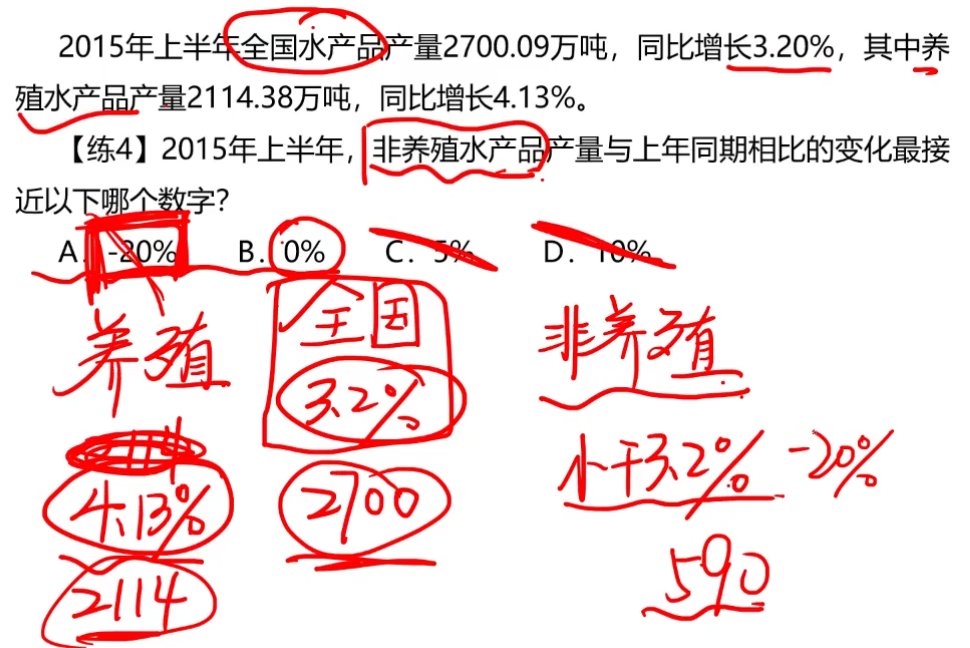 2015年上半年全国水产品产量2700.09万吨，同比增长3.20%，其中养
殖水产品产量2114.38万吨，同比增长4.13%。
【练4】2015年上半年，非养殖水产品产量与上年同期相比的变化最接
近以下哪个数字？
A. -20% B. 0% C. 5% D. 10%
养殖 全国 非养殖
3.2%
小于3.2% -20%
4.13% 2700
590
2114